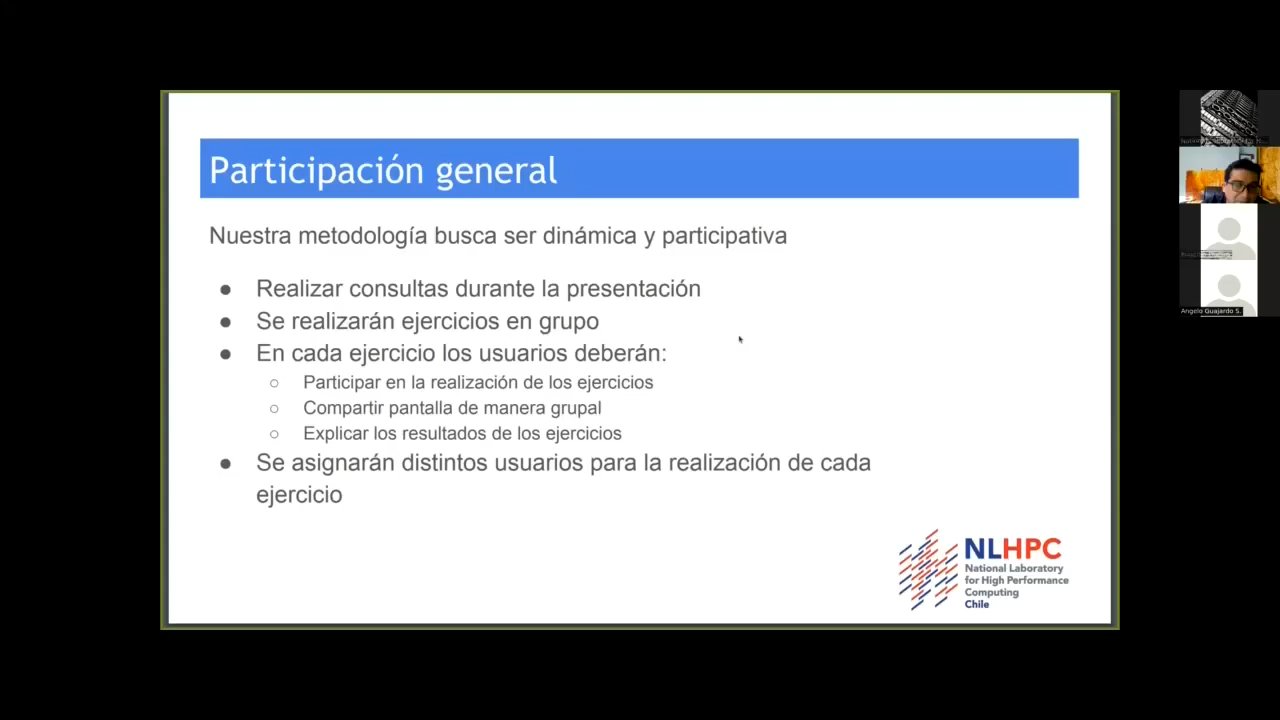 Participación general
Nuestra metodología busca ser dinámica y participativa
● Realizar consultas durante la presentación
● Se realizarán ejercicios en grupo
● En cada ejercicio los usuarios deberán:
○ Participar en la realización de los ejercicios
○ Compartir pantalla de manera grupal
○ Explicar los resultados de los ejercicios
● Se asignarán distintos usuarios para la realización de cada
ejercicio
NLHPC
National Laboratory
for High Performance
Computing
Chile
Angelo Guajardo S.